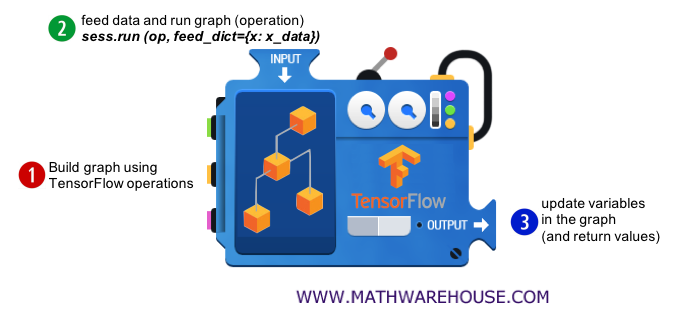 2 feed data and run graph (operation)
sess.run (op, feed_dict={x: x_data})
INPUT
1 Build graph using
TensorFlow operations
TensorFlow
OUTPUT
3 update variables
in the graph
(and return values)
WWW.MATHWAREHOUSE.COM